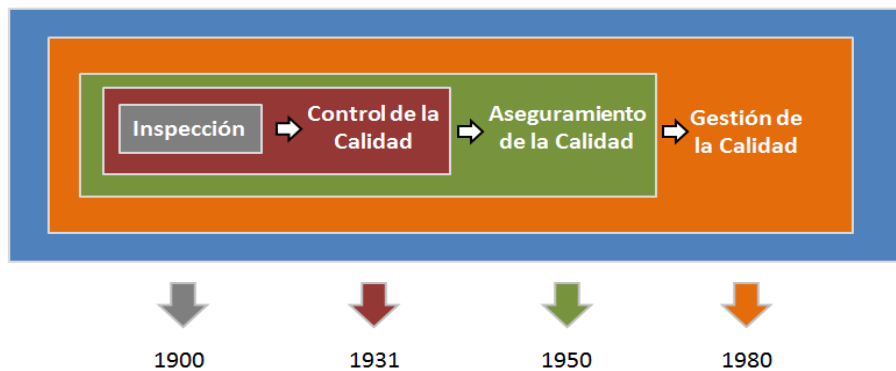 Inspección
Control de la
Calidad
Aseguramiento
de la Calidad
Gestión de
la Calidad
1900
1931
1950
1980